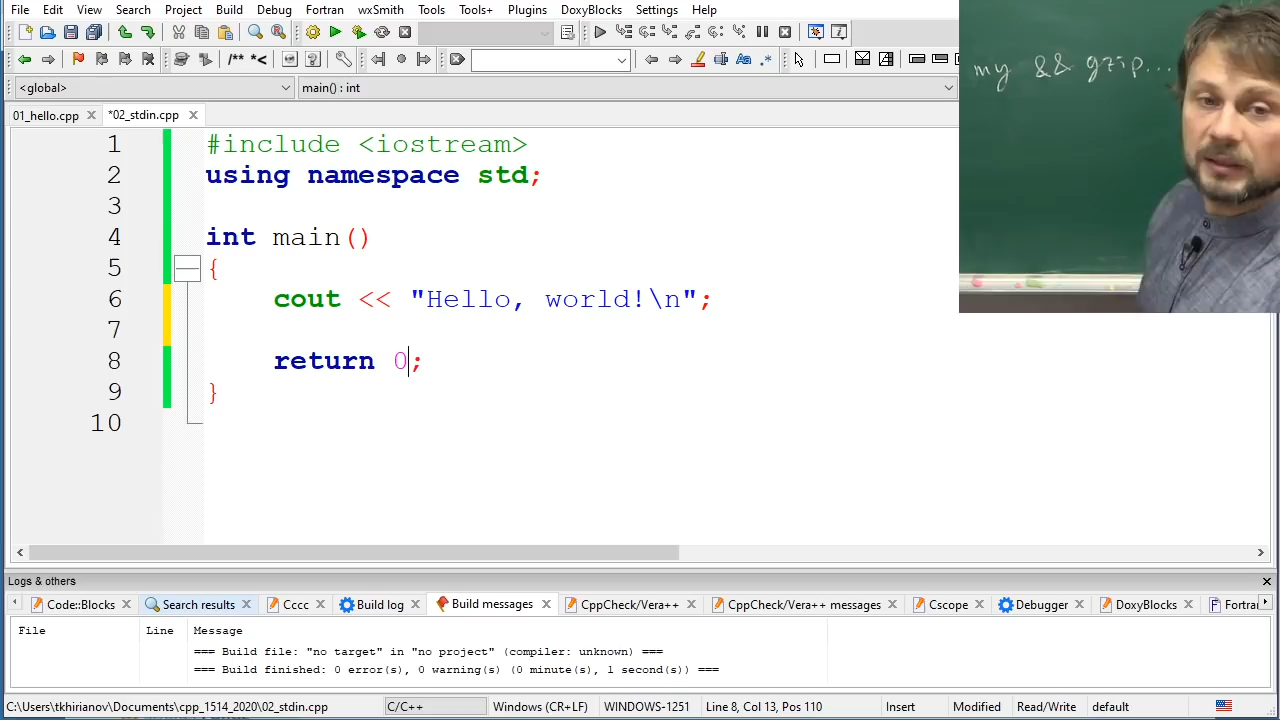 File Edit View Search Project Build Debug Fortran wxSmith Tools Tools+ Plugins DoxyBlocks Settings Help
/** *<
<global> main() : int
01_hello.cpp *02_stdin.cpp
my && gzip...
1 #include <iostream>
2 using namespace std;
3
4 int main()
5 {
6 cout << "Hello, world!\n";
7
8 return 0;
9 }
10
Logs & others
Code::Blocks Search results Cccc Build log Build messages CppCheck/Vera++ CppCheck/Vera++ messages Cscope Debugger DoxyBlocks Fortran
File Line Message
=== Build file: "no target" in "no project" (compiler: unknown) ===
=== Build finished: 0 error(s), 0 warning(s) (0 minute(s), 1 second(s)) ===
C:\Users\tkhirianov\Documents\cpp_1514_2020\02_stdin.cpp C/C++ Windows (CR+LF) WINDOWS-1251 Line 8, Col 13, Pos 110 Insert Read/Write default